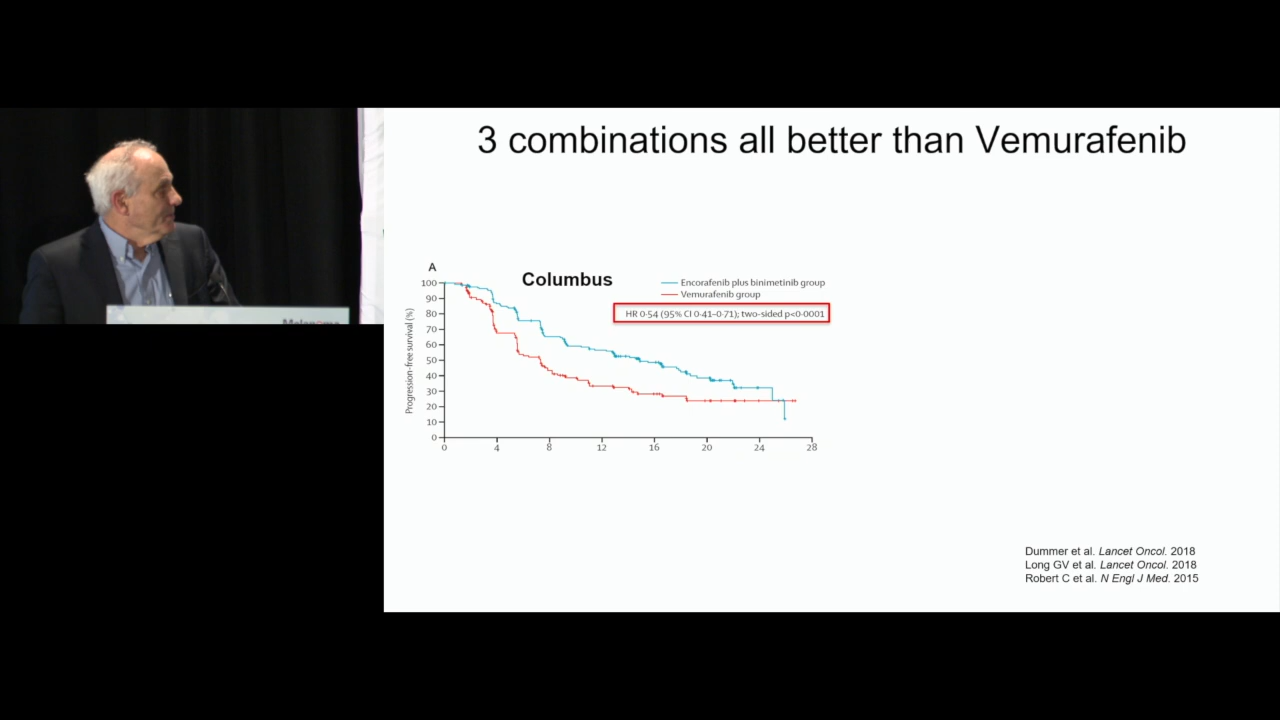 3 combinations all better than Vemurafenib
A
Columbus
Encorafenib plus binimetinib group
Vemurafenib group
HR 0·54 (95% CI 0·41–0·71); two-sided p<0·0001
Progression-free survival (%)
100
90
80
70
60
50
40
30
20
10
0
0 4 8 12 16 20 24 28
Dummer et al. Lancet Oncol. 2018
Long GV et al. Lancet Oncol. 2018
Robert C et al. N Engl J Med. 2015